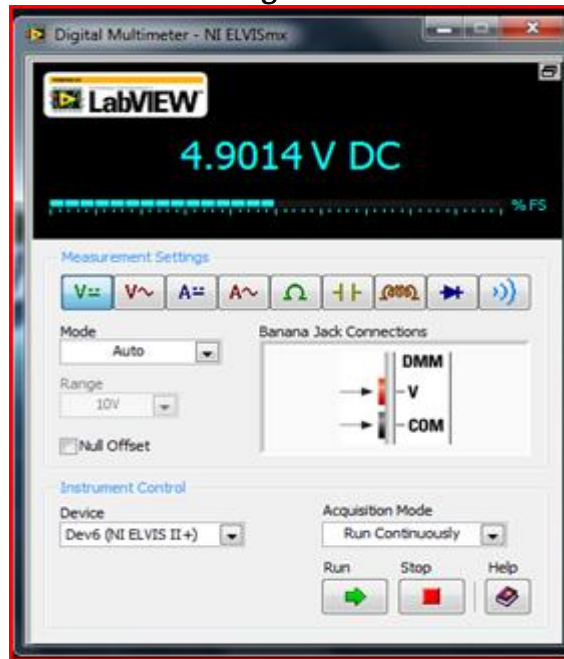 Digital Multimeter - NI ELVISmx
LabVIEW
4.9014 V DC
% FS
Measurement Settings
V V A A Ω
Mode
Auto
Banana Jack Connections
DMM
V
COM
Range
10V
Null Offset
Instrument Control
Device
Dev6 (NI ELVIS II+)
Acquisition Mode
Run Continuously
Run Stop Help